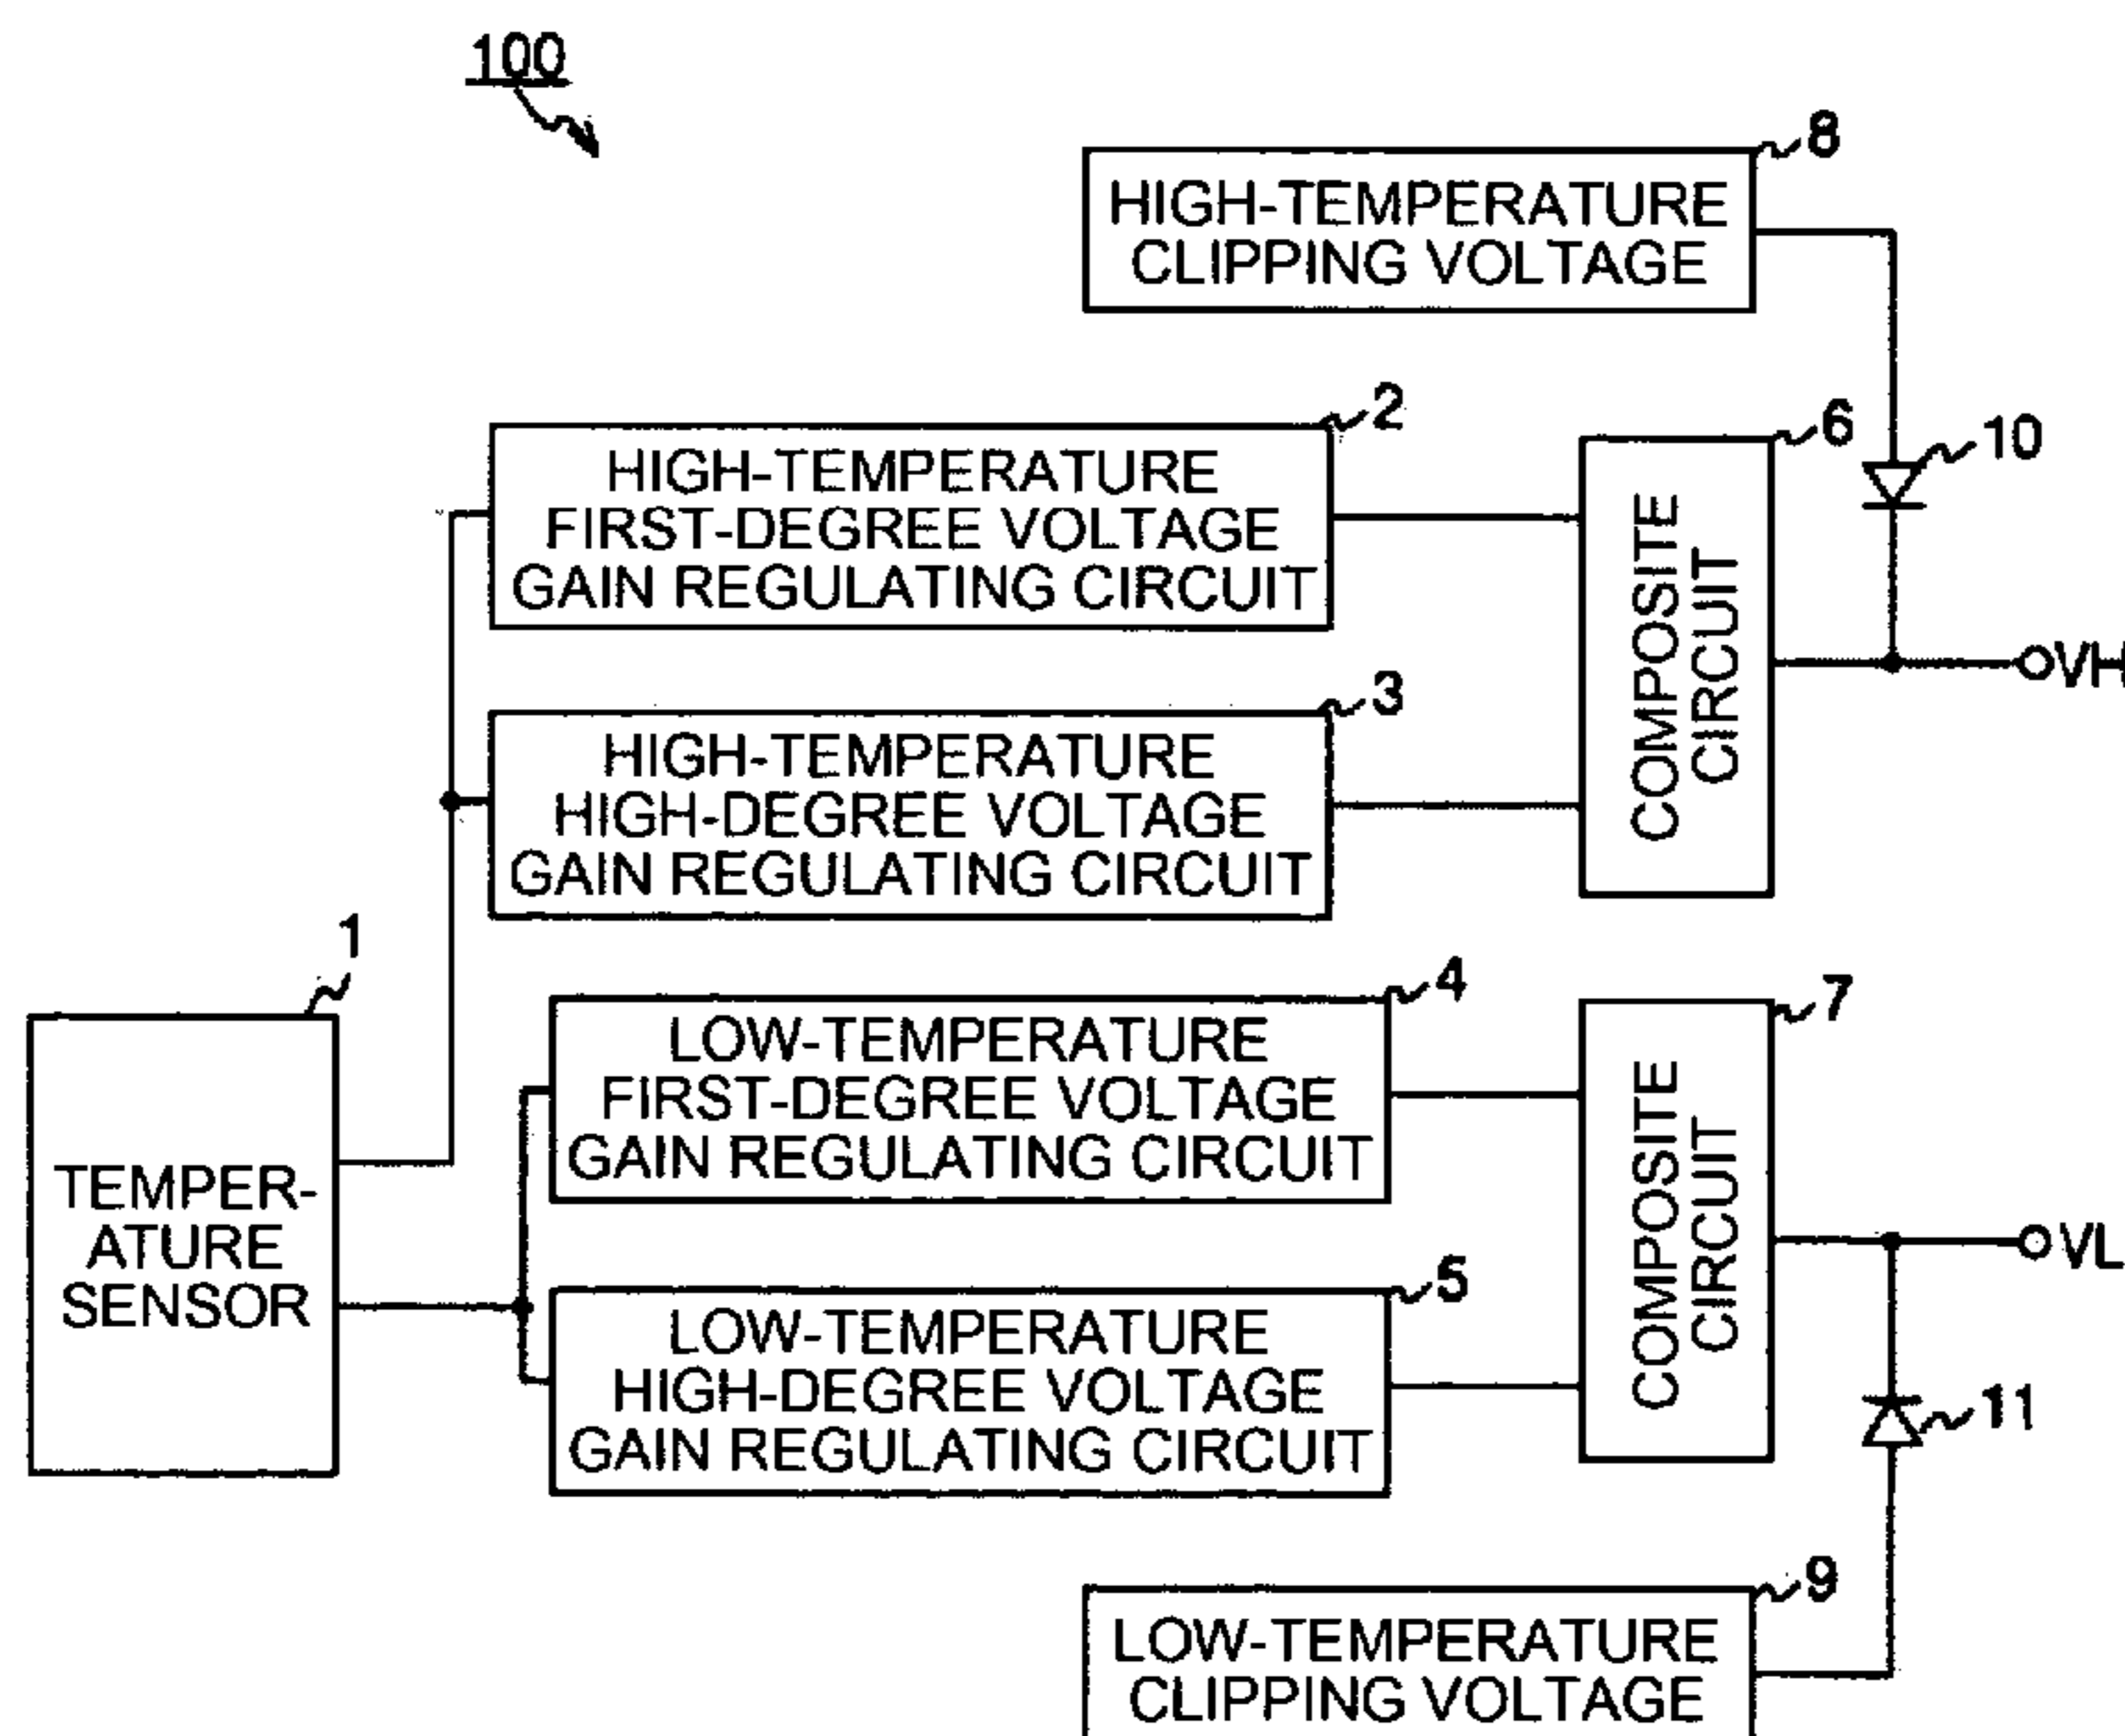 100
8
HIGH-TEMPERATURE
CLIPPING VOLTAGE
2
HIGH-TEMPERATURE
FIRST-DEGREE VOLTAGE
GAIN REGULATING CIRCUIT
6
COMPOSITE
CIRCUIT
10
VH
3
HIGH-TEMPERATURE
HIGH-DEGREE VOLTAGE
GAIN REGULATING CIRCUIT
1
TEMPER-
ATURE
SENSOR
4
LOW-TEMPERATURE
FIRST-DEGREE VOLTAGE
GAIN REGULATING CIRCUIT
7
COMPOSITE
CIRCUIT
VL
5
LOW-TEMPERATURE
HIGH-DEGREE VOLTAGE
GAIN REGULATING CIRCUIT
11
9
LOW-TEMPERATURE
CLIPPING VOLTAGE